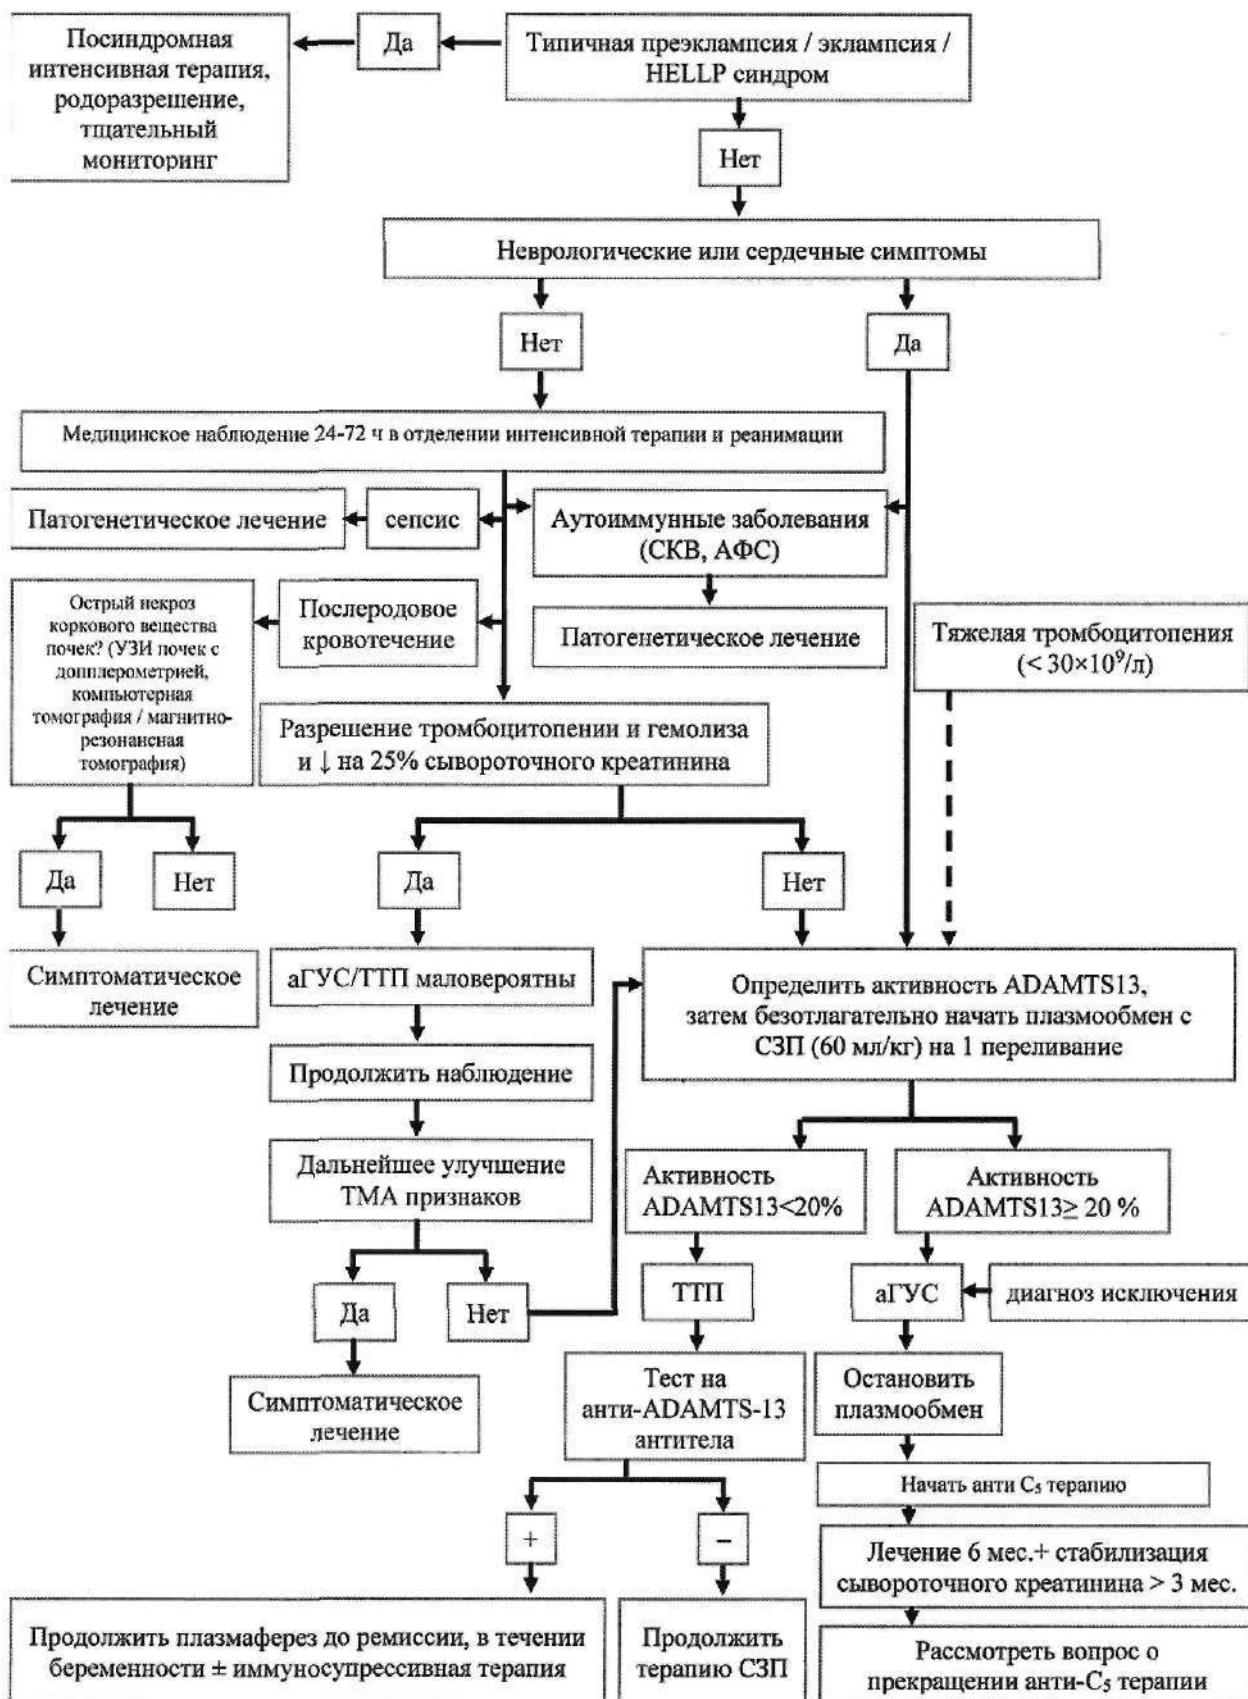 Посиндромная
интенсивная терапия,
родоразрешение,
тщательный
мониторинг
Да
Типичная преэклампсия / эклампсия /
HELLP синдром
Нет
Неврологические или сердечные симптомы
Нет
Да
Медицинское наблюдение 24-72 ч в отделении интенсивной терапии и реанимации
Патогенетическое лечение
сепсис
Аутоиммунные заболевания
(СКВ, АФС)
Острый некроз
коркового вещества
почек? (УЗИ почек с
допплерометрией,
компьютерная
томография / магнитно-
резонансная
томография)
Послеродовое
кровотечение
Патогенетическое лечение
Тяжелая тромбоцитопения
(< 30×10⁹/л)
Разрешение тромбоцитопении и гемолиза
и ↓ на 25% сывороточного креатинина
Да
Нет
Да
Нет
Симптоматическое
лечение
аГУС/ТТП маловероятны
Определить активность ADAMTS13,
затем безотлагательно начать плазмообмен с
СЗП (60 мл/кг) на 1 переливание
Продолжить наблюдение
Дальнейшее улучшение
ТМА признаков
Активность
ADAMTS13<20%
Активность
ADAMTS13≥ 20 %
Да
Нет
ТТП
аГУС
диагноз исключения
Симптоматическое
лечение
Тест на
анти-ADAMTS-13
антитела
Остановить
плазмообмен
Начать анти C₅ терапию
+
–
Лечение 6 мес.+ стабилизация
сывороточного креатинина > 3 мес.
Продолжить плазмаферез до ремиссии, в течении
беременности ± иммуносупрессивная терапия
Продолжить
терапию СЗП
Рассмотреть вопрос о
прекращении анти-C₅ терапии